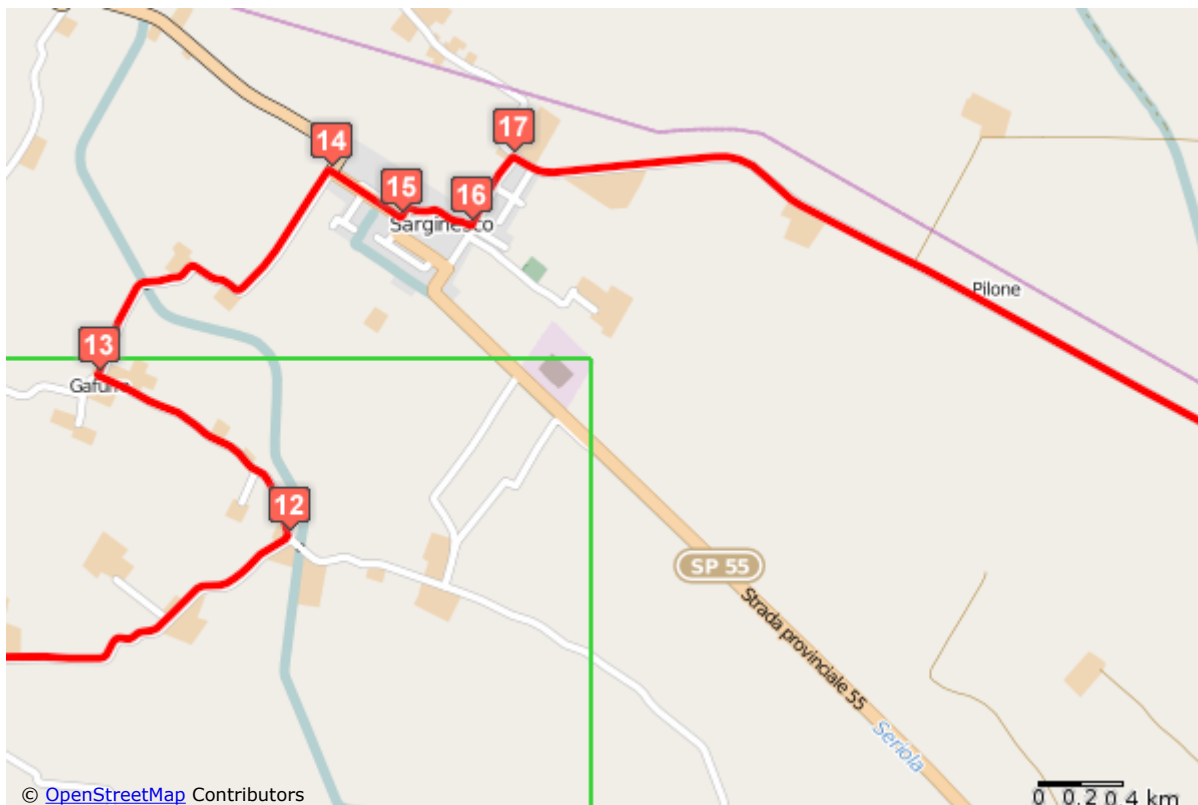 17
14
15
16
Sarginesco
Pilone
13
12
SP 55
Strada provinciale 55
Seriola
© OpenStreetMap Contributors
0 0.2 0.4 km